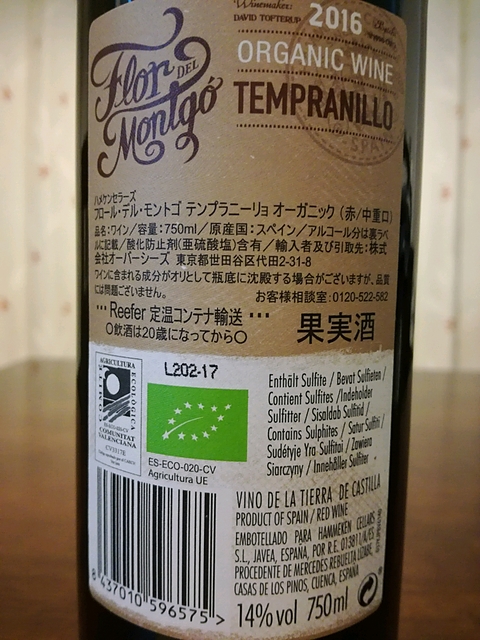 Winemaker:
DAVID TOFTERUP
2016
Flor
DEL
Montgó
ORGANIC WINE
TEMPRANILLO
ハメケンセラーズ
フロール・デル・モントゴ テンプラニーリョ オーガニック (赤/中重口)
品名:ワイン/容量:750ml/原産国:スペイン/アルコール分は裏ラベ
ルに記載/酸化防止剤(亜硫酸塩)含有/輸入者及び引取先:株式
会社オーバーシーズ 東京都世田谷区代田2-31-8
ワインに含まれる成分がオリとして瓶底に沈殿する場合がございますが、品質
には問題ございません。 お客様相談室:0120-522-582
··· Reefer 定温コンテナ輸送 ···
○飲酒は20歳になってから○
果実酒
AGRICULTURA
ECOLÓGICA
ES-ECO-020-CV
COMUNITAT
VALENCIANA
L202-17
ES-ECO-020-CV
Agricultura UE
Enthält Sulfite / Bevat Sulfieten /
Contient Sulfites / Indeholder
Sulfitter / Sisaldab Sulfitid /
Contains Sulphites / Satur Sulfīti /
Sudėtyje Yra Sulfitai / Zawiera
Siarczyny / Innehåller Sulfiter
VINO DE LA TIERRA DE CASTILLA
PRODUCT OF SPAIN / RED WINE
EMBOTELLADO PARA HAMMEKEN CELLARS
S.L., JAVEA, ESPAÑA, POR R.E. 013811/A/ES
PROCEDENTE DE MERCEDES REBUELTA LIZABE,
CASAS DE LOS PINOS, CUENCA, ESPAÑA
14%vol 750ml
8 437010 596575 >